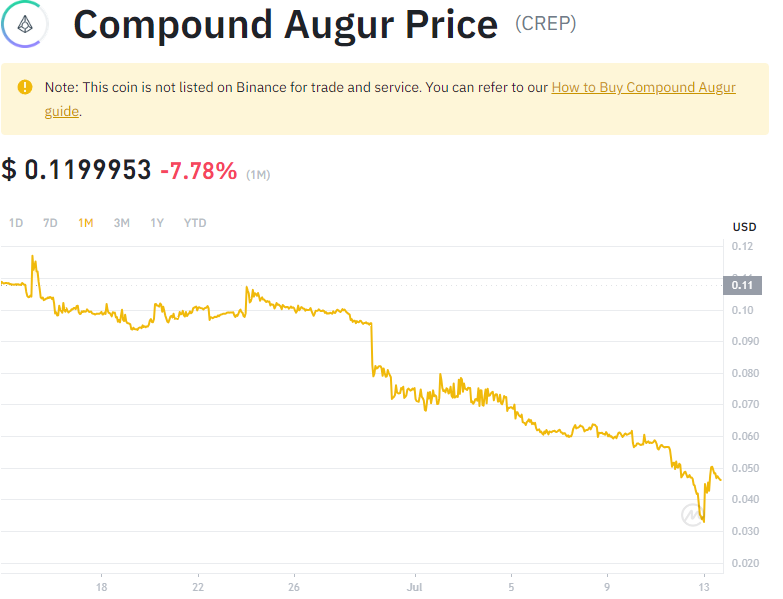 Compound Augur Price (CREP)
Note: This coin is not listed on Binance for trade and service. You can refer to our How to Buy Compound Augur
guide.
$ 0.1199953 -7.78% (1M)
1D 7D 1M 3M 1Y YTD
USD
0.12
0.11
0.10
0.090
0.080
0.070
0.060
0.050
0.040
0.030
0.020
18 22 26 Jul 5 9 13